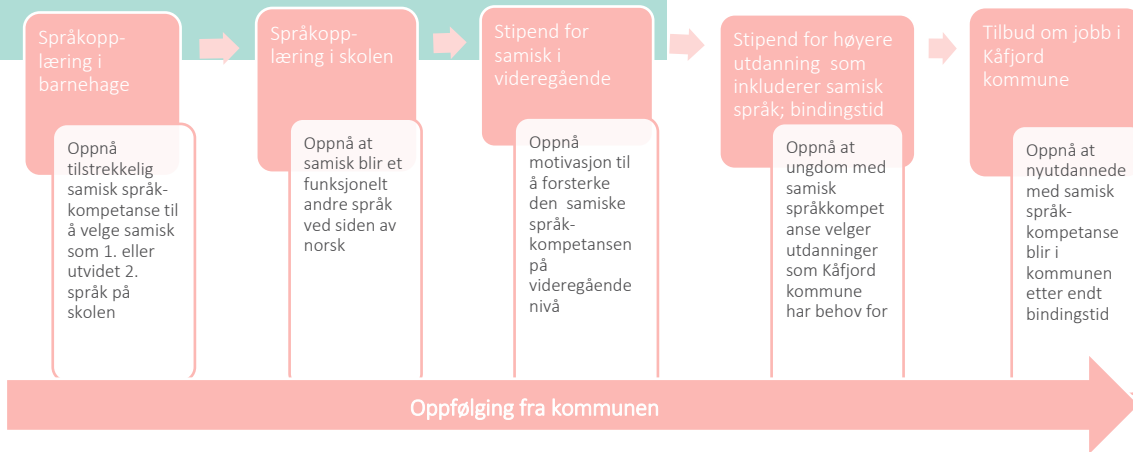 Språkopp-
læring i
barnehage
Oppnå
tilstrekkelig
samisk språk-
kompetanse til
å velge samisk
som 1. eller
utvidet 2.
språk på
skolen
Språkopp-
læring i skolen
Oppnå at
samisk blir et
funksjonelt
andre språk
ved siden av
norsk
Stipend for
samisk i
videregående
Oppnå
motivasjon til
å forsterke
den samiske
språk-
kompetansen
på
videregående
nivå
Stipend for høyere
utdanning som
inkluderer samisk
språk; bindingstid
Oppnå at
ungdom med
samisk
språkkompet
anse velger
utdanninger
som Kåfjord
kommune
har behov for
Tilbud om jobb i
Kåfjord
kommune
Oppnå at
nyutdannede
med samisk
språk-
kompetanse
blir i
kommunen
etter endt
bindingstid
Oppfølging fra kommunen